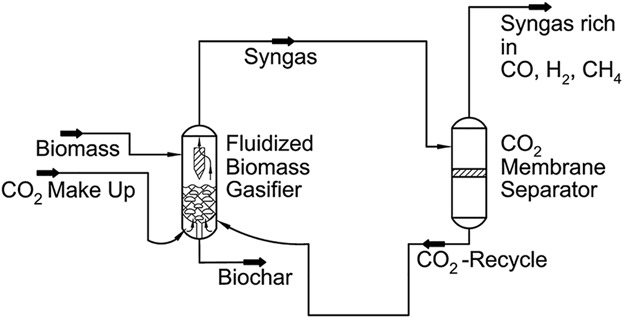 Syngas rich
in
CO, H₂, CH₄
Syngas
Biomass
CO₂ Make Up
Fluidized
Biomass
Gasifier
CO₂
Membrane
Separator
Biochar
CO₂ -Recycle